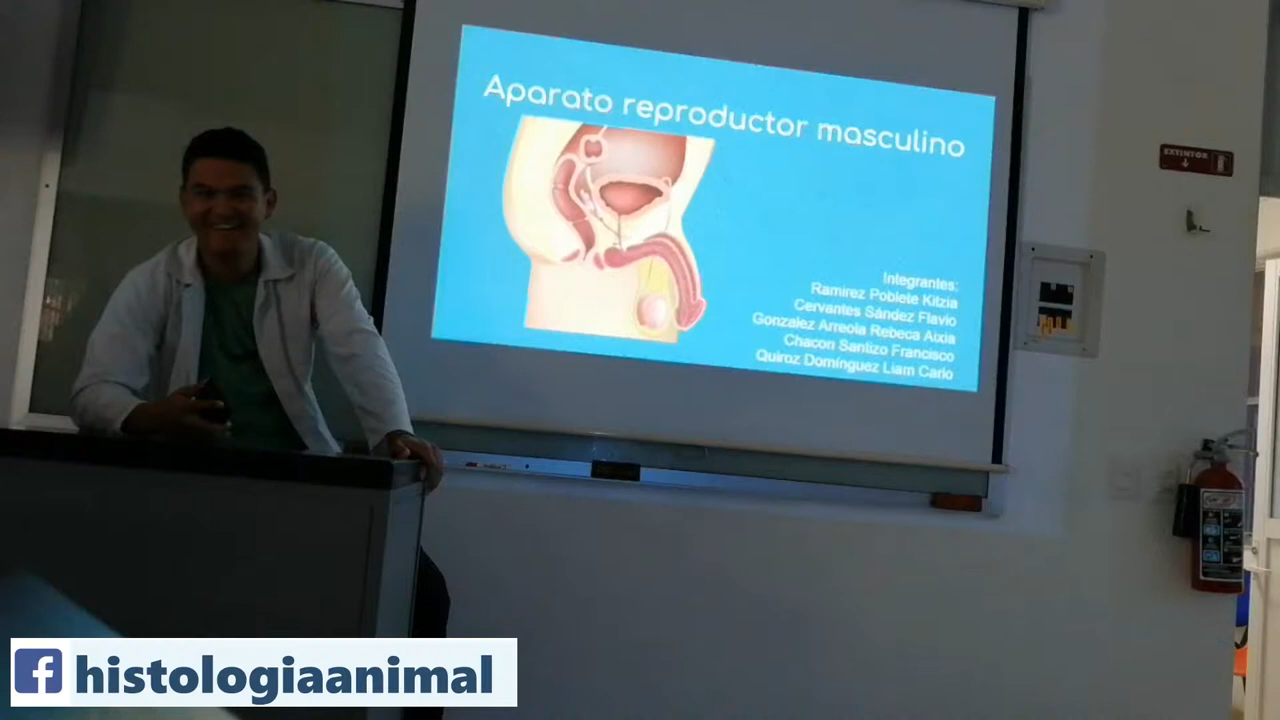 Aparato reproductor masculino
Integrantes:
Ramirez Poblete Kitzia
Cervantes Sández Flavio
Gonzalez Arreola Rebeca Aixia
Chacon Santizo Francisco
Quiroz Domínguez Liam Carlo
EXTINTOR
histologiaanimal